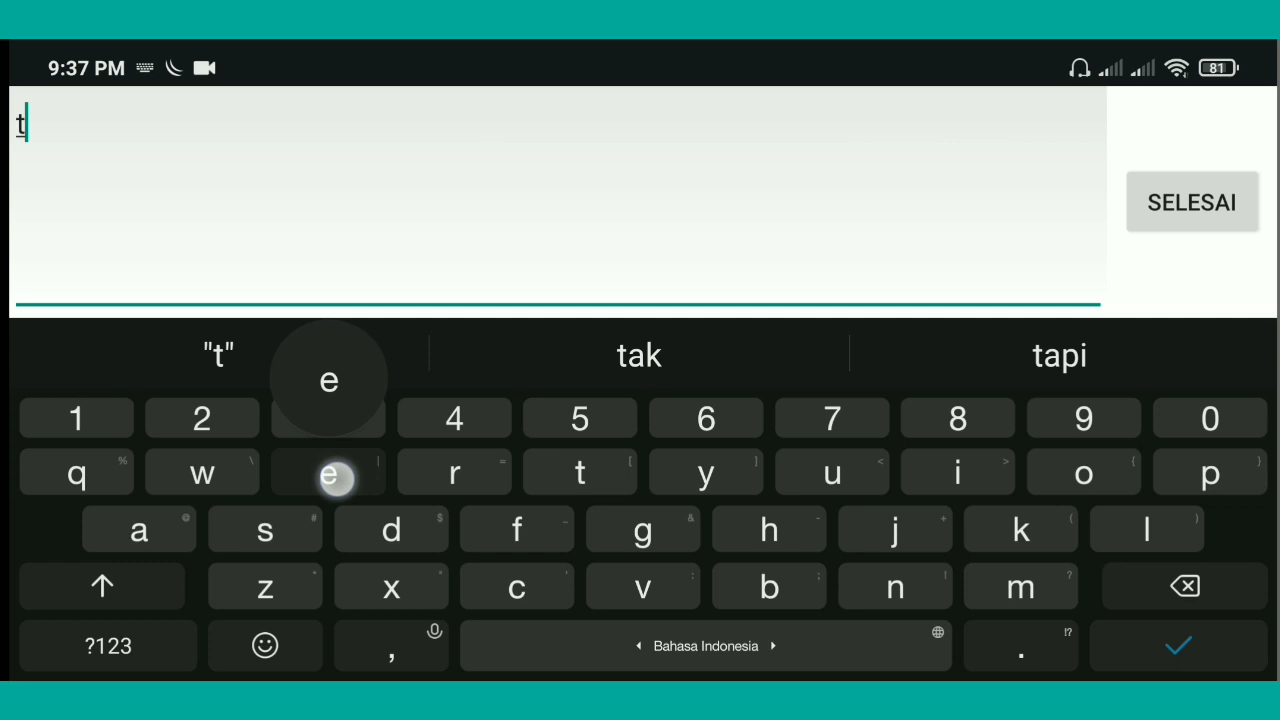 9:37 PM 81
t
SELESAI
"t" tak tapi
e
1 2 4 5 6 7 8 9 0
q % w \ e | r = t [ y ] u < i > o { p }
a @ s # d $ f _ g & h - j + k ( l )
z " x * c ' v : b ; n ! m ?
?123 , Bahasa Indonesia . !?